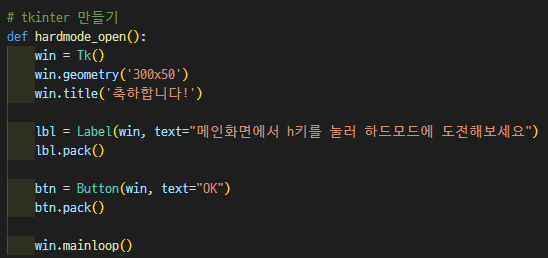 # tkinter 만들기
def hardmode_open():
    win = Tk()
    win.geometry('300x50')
    win.title('축하합니다!')

    lbl = Label(win, text="메인화면에서 h키를 눌러 하드모드에 도전해보세요")
    lbl.pack()

    btn = Button(win, text="OK")
    btn.pack()

    win.mainloop()